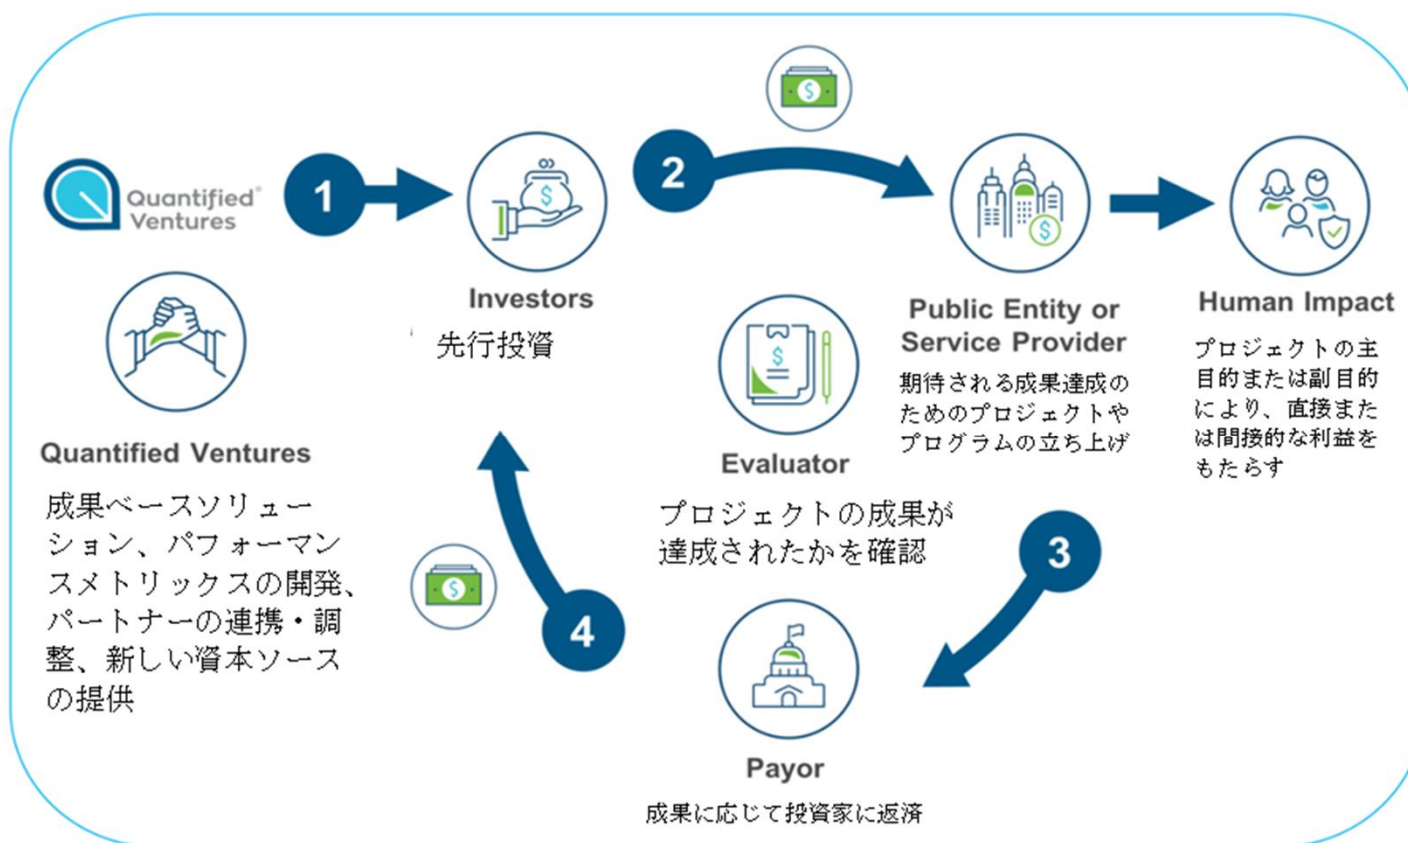 Quantified®
Ventures
1
2
$
$
$
Investors
先行投資
Public Entity or
Service Provider
期待される成果達成の
ためのプロジェクトや
プログラムの立ち上げ
Human Impact
プロジェクトの主
目的または副目的
により、直接また
は間接的な利益を
もたらす
Quantified Ventures
成果ベースソリュー
ション、パフォーマン
スメトリックスの開発、
パートナーの連携・調
整、新しい資本ソース
の提供
$
Evaluator
プロジェクトの成果が
達成されたかを確認
3
$
4
Payor
成果に応じて投資家に返済